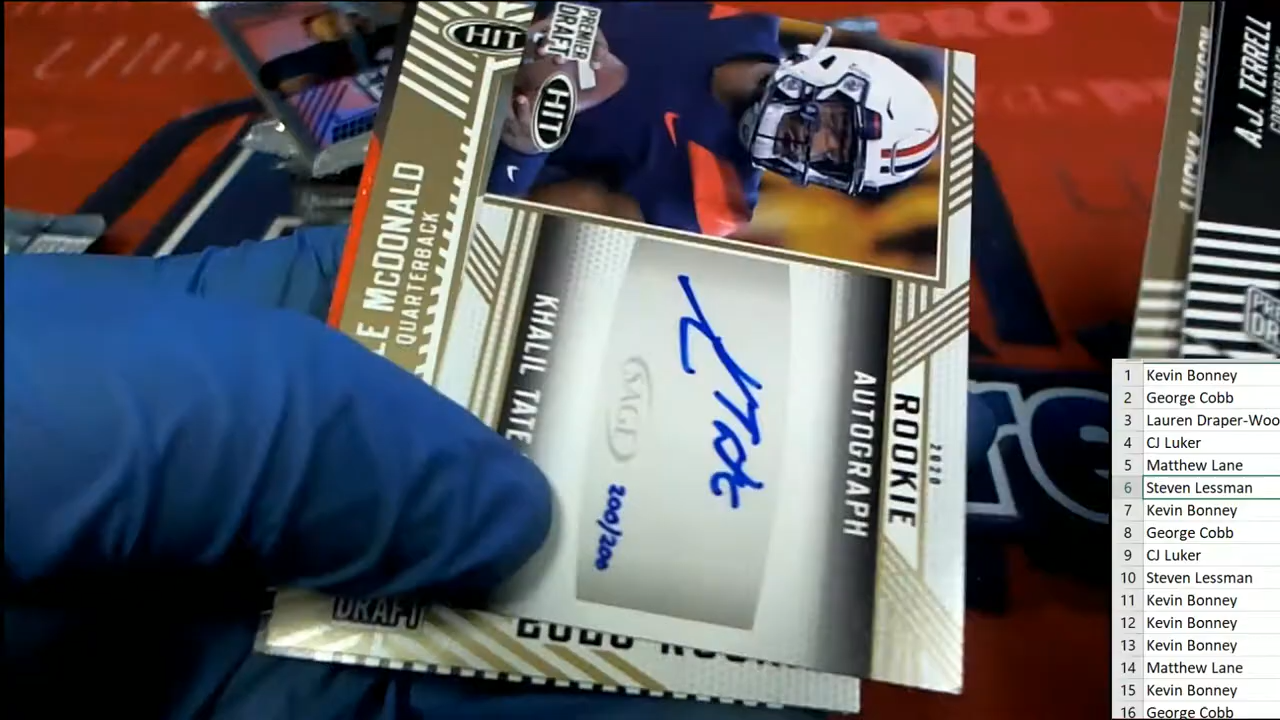 HIT
PREMIER
DRAFT
HIT
McDONALD
QUARTERBACK
KHALIL TATE
SAGE
200/200
AUTOGRAPH
ROOKIE
2020
DRAFT
LUCKY JACKSON
A.J. TERRELL
1 Kevin Bonney
2 George Cobb
3 Lauren Draper-Woo
4 CJ Luker
5 Matthew Lane
6 Steven Lessman
7 Kevin Bonney
8 George Cobb
9 CJ Luker
10 Steven Lessman
11 Kevin Bonney
12 Kevin Bonney
13 Kevin Bonney
14 Matthew Lane
15 Kevin Bonney
16 George Cobb